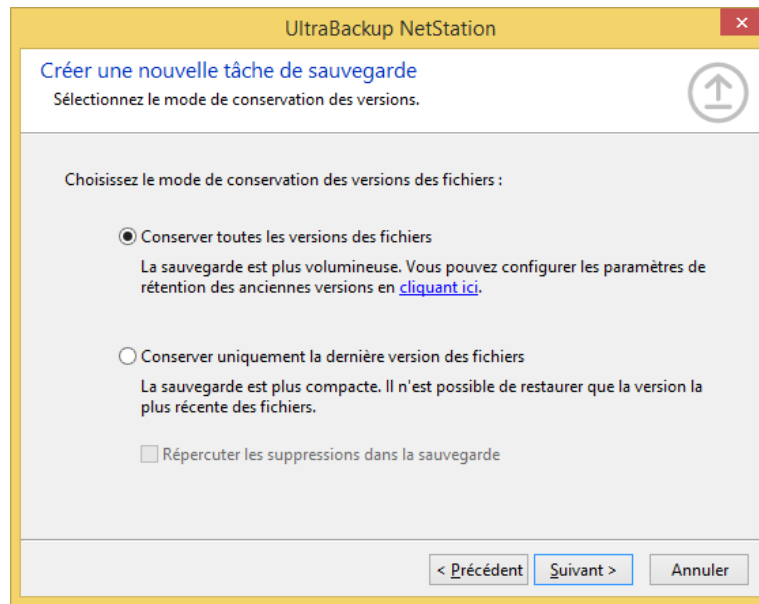 UltraBackup NetStation
Créer une nouvelle tâche de sauvegarde
Sélectionnez le mode de conservation des versions.
Choisissez le mode de conservation des versions des fichiers :
Conserver toutes les versions des fichiers
La sauvegarde est plus volumineuse. Vous pouvez configurer les paramètres de
rétention des anciennes versions en cliquant ici.
Conserver uniquement la dernière version des fichiers
La sauvegarde est plus compacte. Il n'est possible de restaurer que la version la
plus récente des fichiers.
Répercuter les suppressions dans la sauvegarde
< Précédent Suivant > Annuler